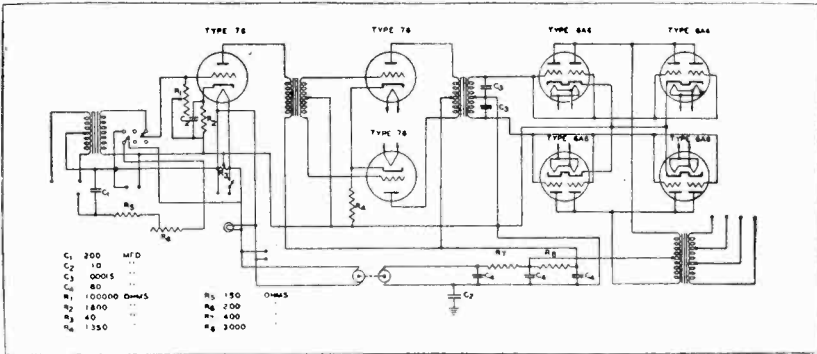 TYPE 76
TYPE 76
TYPE 6A6
TYPE 6A6
TYPE 76
TYPE 6A6
TYPE 6A6
R1
C2
R2
R3
C3
C3
R4
C1
R5
R6
R7
R8
C4
C4
C4
C2
C1 200 MFD
C2 10 "
C3 .00015 "
C4 80 "
R1 100000 OHMS
R2 1800 "
R3 40 "
R4 1350 "
R5 150 OHMS
R6 200 "
R7 400 "
R8 3000 "